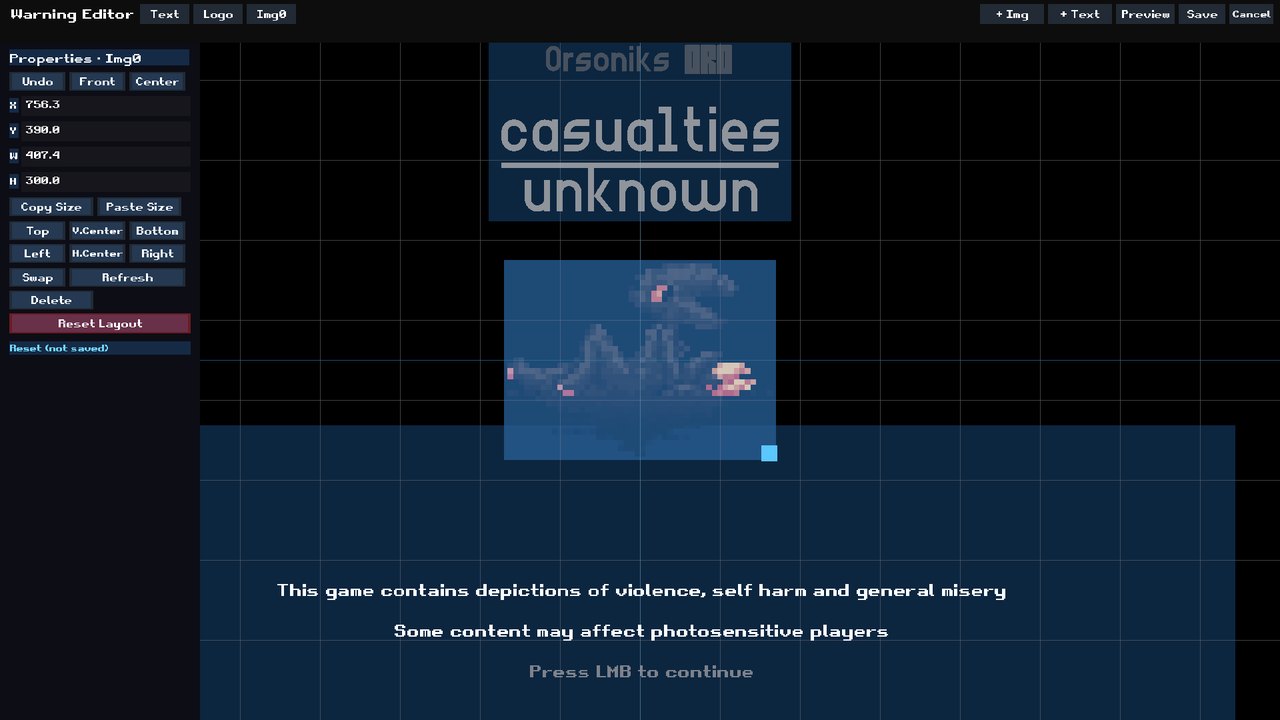 Warning Editor Text Logo Img0 + Img + Text Preview Save Cancel
Properties · Img0
Undo Front Center
X 756.3
Y 390.0
W 407.4
H 300.0
Copy Size Paste Size
Top V.Center Bottom
Left H.Center Right
Swap Refresh
Delete
Reset Layout
Reset (not saved)
Orsoniks ORO
casualties
unknown
This game contains depictions of violence, self harm and general misery
Some content may affect photosensitive players
Press LMB to continue